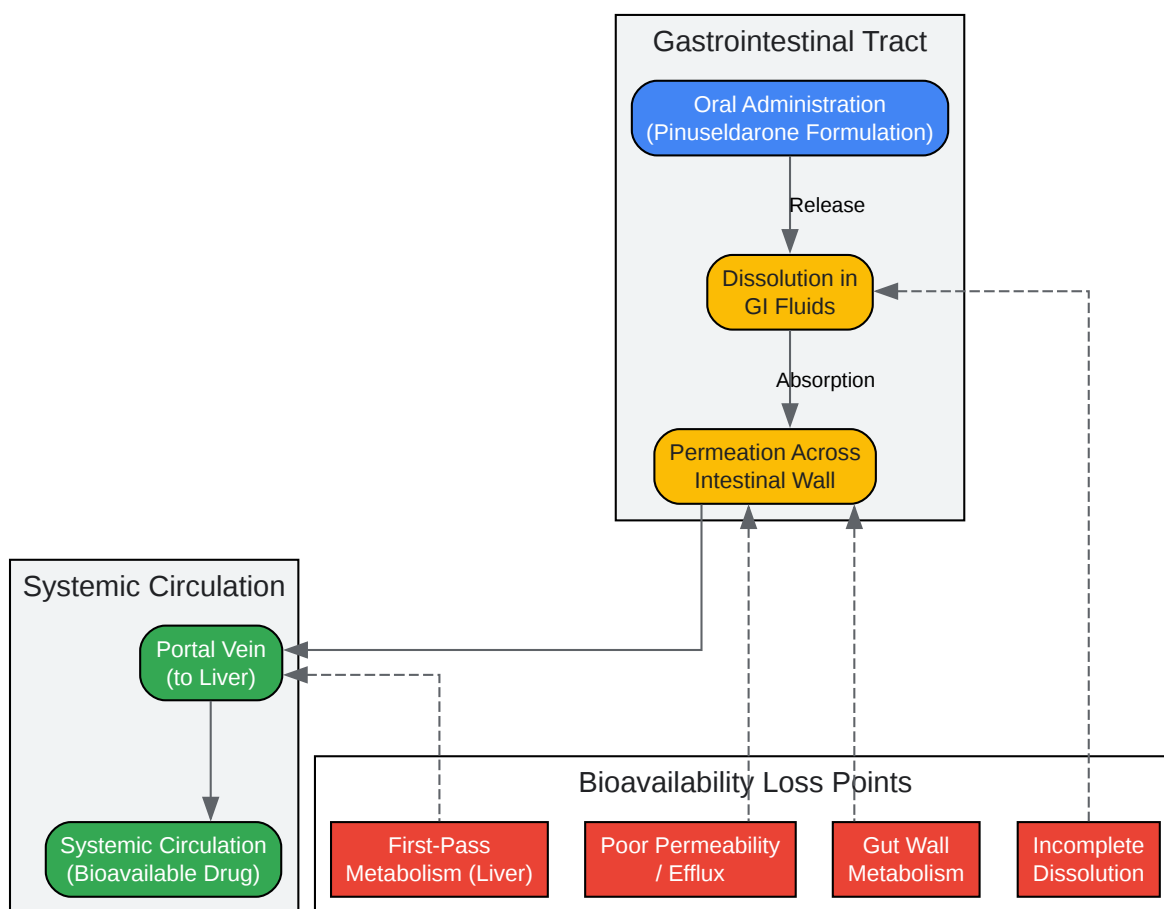 Gastrointestinal Tract
Oral Administration
(Pinuseldarone Formulation)
Release
Dissolution in
GI Fluids
Absorption
Permeation Across
Intestinal Wall
Systemic Circulation
Portal Vein
(to Liver)
Systemic Circulation
(Bioavailable Drug)
Bioavailability Loss Points
First-Pass
Metabolism (Liver)
Poor Permeability
/ Efflux
Gut Wall
Metabolism
Incomplete
Dissolution